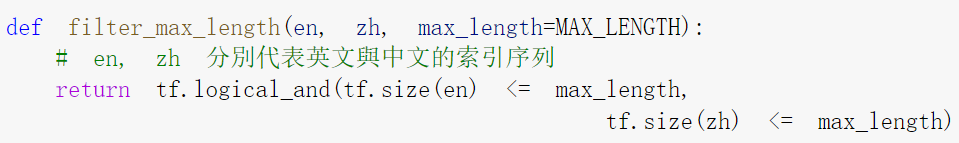 def filter_max_length(en, zh, max_length=MAX_LENGTH):
# en, zh 分別代表英文與中文的索引序列
return tf.logical_and(tf.size(en) <= max_length,
tf.size(zh) <= max_length)